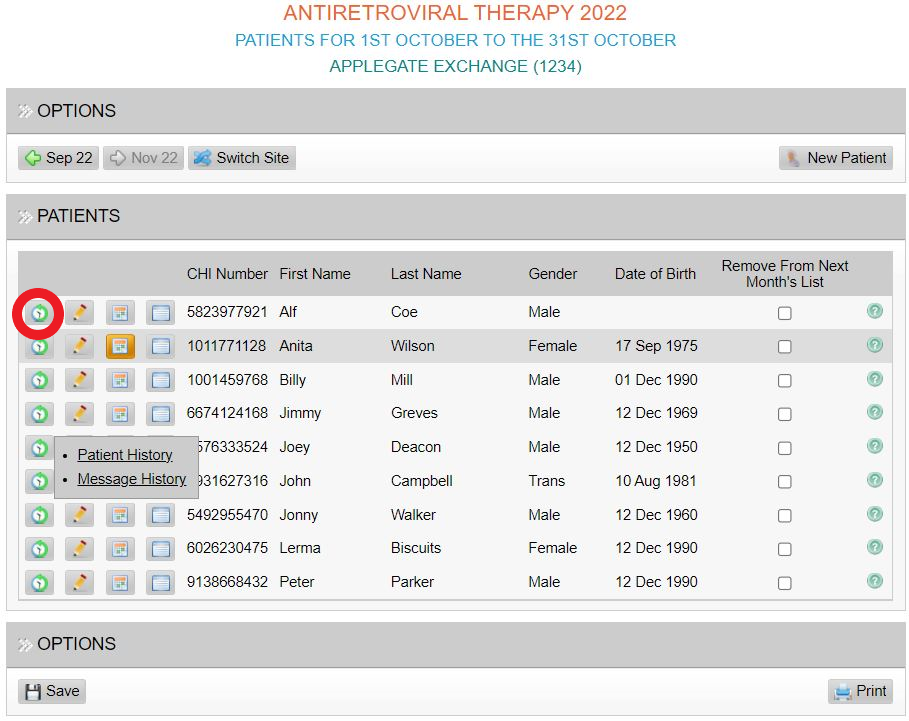 ANTIRETROVIRAL THERAPY 2022
PATIENTS FOR 1ST OCTOBER TO THE 31ST OCTOBER
APPLEGATE EXCHANGE (1234)
OPTIONS
Sep 22 Nov 22 Switch Site New Patient
PATIENTS
CHI Number First Name Last Name Gender Date of Birth Remove From Next
Month's List
5823977921 Alf Coe Male
1011771128 Anita Wilson Female 17 Sep 1975
1001459768 Billy Mill Male 01 Dec 1990
6674124168 Jimmy Greves Male 12 Dec 1969
576333524 Joey Deacon Male 12 Dec 1950
Patient History
Message History
931627316 John Campbell Trans 10 Aug 1981
5492955470 Jonny Walker Male 12 Dec 1960
6026230475 Lerma Biscuits Female 12 Dec 1990
9138668432 Peter Parker Male 12 Dec 1990
OPTIONS
Save Print